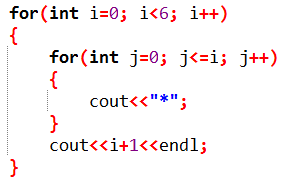 for(int i=0; i<6; i++)
{
for(int j=0; j<=i; j++)
{
cout<<"*";
}
cout<<i+1<<endl;
}